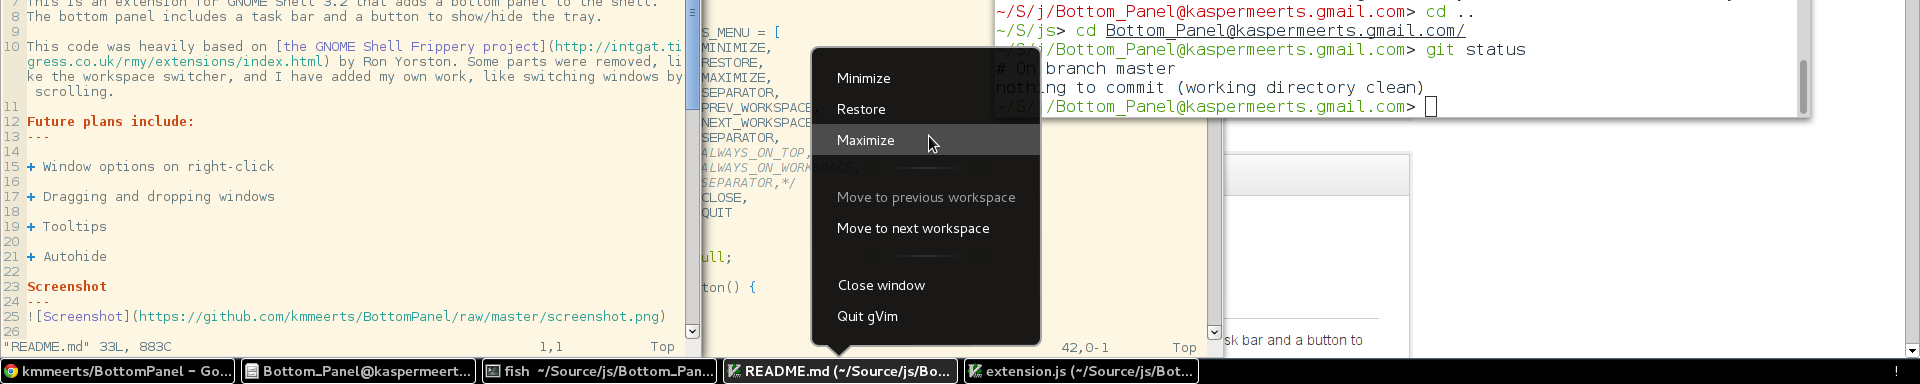 7 This is an extension for GNOME Shell 3.2 that adds a bottom panel to the shell.
8 The bottom panel includes a task bar and a button to show/hide the tray.
9
10 This code was heavily based on [the GNOME Shell Frippery project](http://intgat.ti
gress.co.uk/rmy/extensions/index.html) by Ron Yorston. Some parts were removed, li
ke the workspace switcher, and I have added my own work, like switching windows by
scrolling.
11
12 Future plans include:
13 ---
14
15 + Window options on right-click
16
17 + Dragging and dropping windows
18
19 + Tooltips
20
21 + Autohide
22
23 Screenshot
24 ---
25 ![Screenshot](https://github.com/kmmeerts/BottomPanel/raw/master/screenshot.png)
26
"README.md" 33L, 883C 1,1 Top
S_MENU = [
MINIMIZE,
RESTORE,
MAXIMIZE,
SEPARATOR,
PREV_WORKSPACE,
NEXT_WORKSPACE
SEPARATOR,
ALWAYS_ON_TOP,
ALWAYS_ON_WORKSPACE,
SEPARATOR,*/
CLOSE,
QUIT
ull;
ton() {
42,0-1 Top
Minimize
Restore
Maximize
Move to previous workspace
Move to next workspace
Close window
Quit gVim
~/S/j/Bottom_Panel@kaspermeerts.gmail.com> cd ..
~/S/js> cd Bottom_Panel@kaspermeerts.gmail.com/
~/S/j/Bottom_Panel@kaspermeerts.gmail.com> git status
# On branch master
nothing to commit (working directory clean)
~/S/j/Bottom_Panel@kaspermeerts.gmail.com>
sk bar and a button to
kmmeerts/BottomPanel – Go...
Bottom_Panel@kaspermeert...
fish ~/Source/js/Bottom_Pan...
README.md (~/Source/js/Bo...
extension.js (~/Source/js/Bot...
!